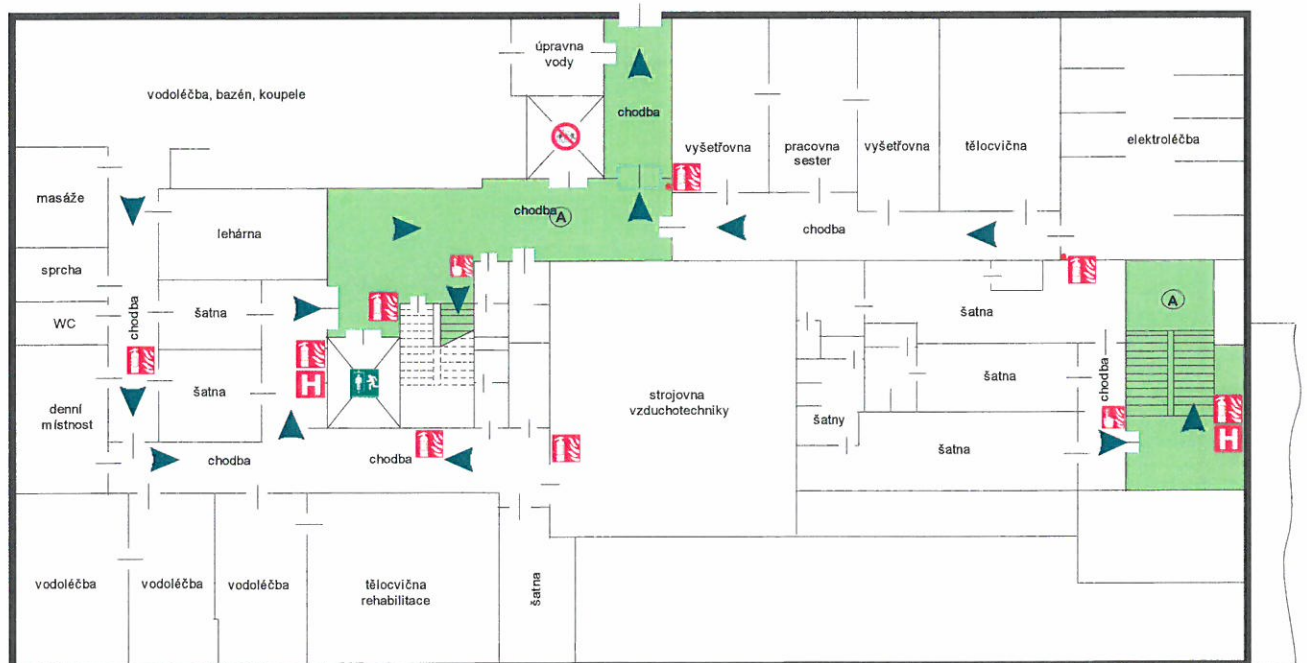 úpravna
vody
vodoléčba, bazén, koupele
chodba
vyšetřovna
pracovna
sester
vyšetřovna
tělocvična
elektroléčba
masáže
lehárna
chodba
A
chodba
sprcha
WC
chodba
šatna
šatna
A
šatna
H
šatna
chodba
denní
místnost
strojovna
vzduchotechniky
šatny
H
šatna
chodba
chodba
vodoléčba
vodoléčba
vodoléčba
tělocvična
rehabilitace
šatna